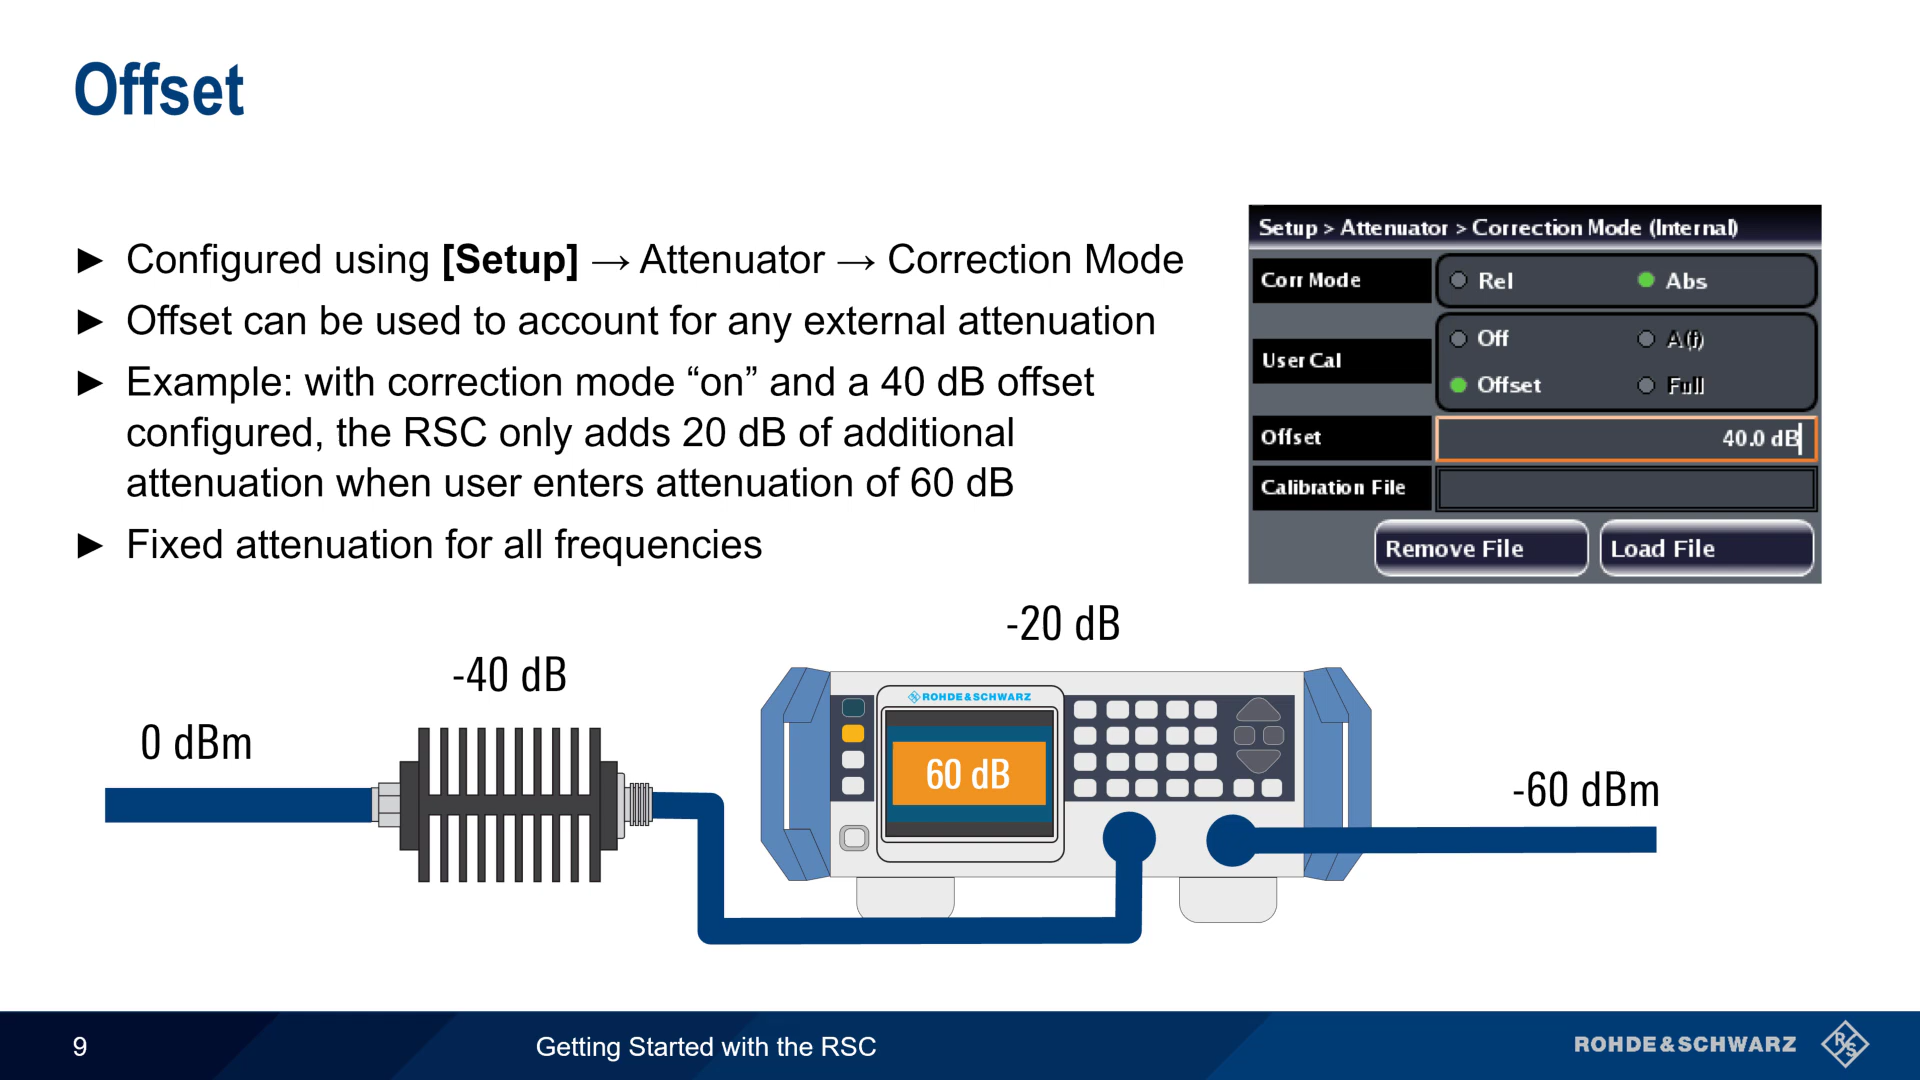 Offset
► Configured using [Setup] → Attenuator → Correction Mode
► Offset can be used to account for any external attenuation
► Example: with correction mode “on” and a 40 dB offset
configured, the RSC only adds 20 dB of additional
attenuation when user enters attenuation of 60 dB
► Fixed attenuation for all frequencies
Setup > Attenuator > Correction Mode (Internal)
Corr Mode Rel Abs
User Cal
Off A(f)
Offset Full
Offset 40.0 dB
Calibration File
Remove File Load File
-20 dB
-40 dB
0 dBm
ROHDE&SCHWARZ
60 dB
-60 dBm
9 Getting Started with the RSC ROHDE&SCHWARZ R&S